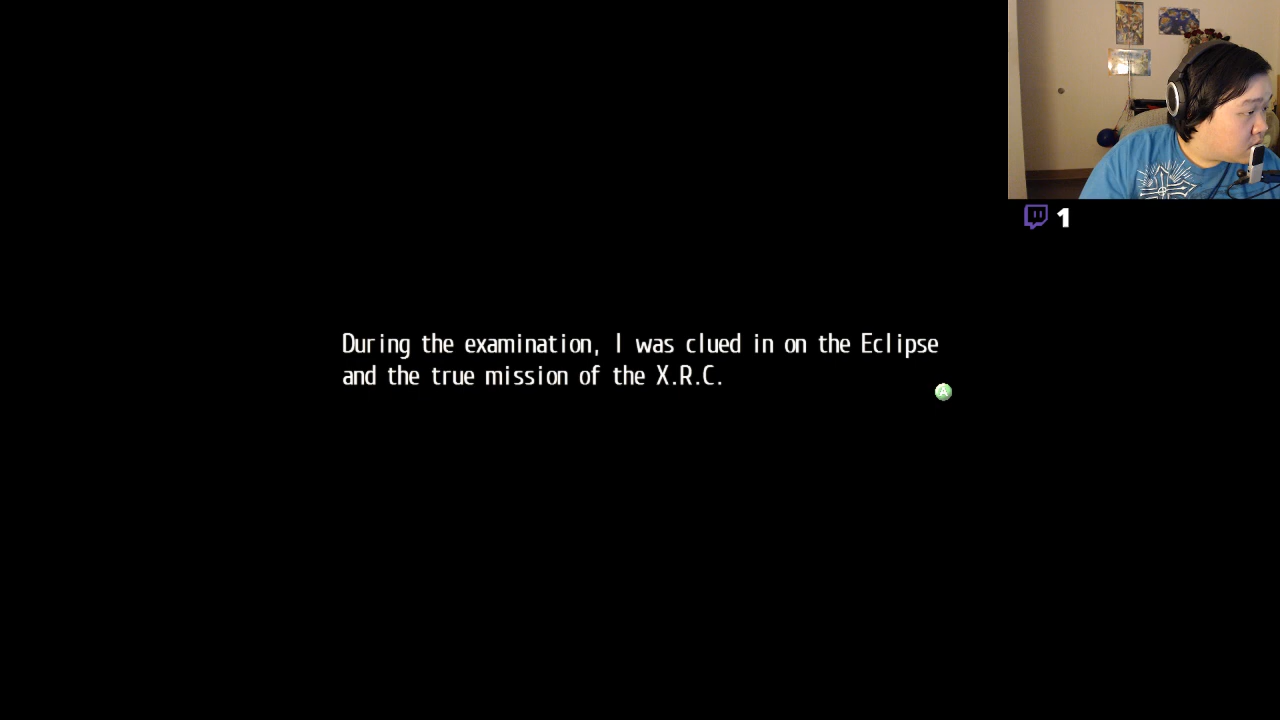 During the examination, I was clued in on the Eclipse
and the true mission of the X.R.C.
A
1